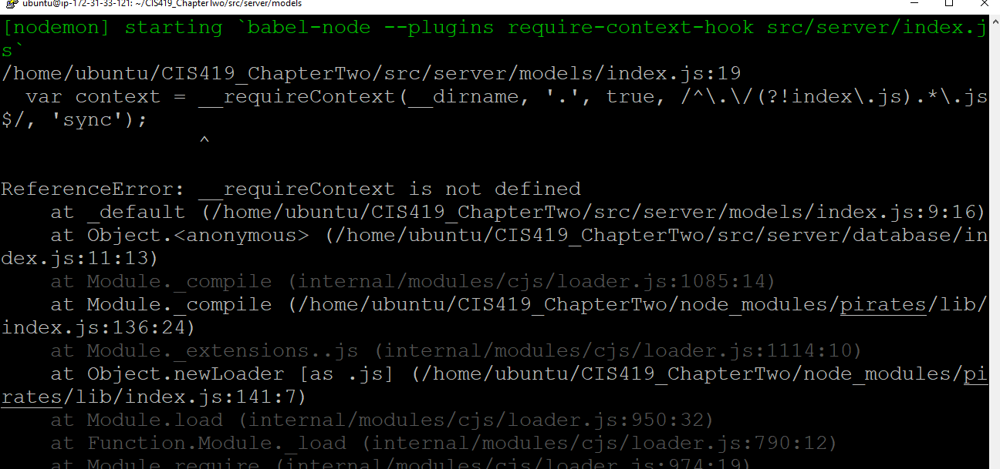 ubuntu@ip-172-31-33-121: ~/CIS419_ChapterTwo/src/server/models
[nodemon] starting `babel-node --plugins require-context-hook src/server/index.j
s`
/home/ubuntu/CIS419_ChapterTwo/src/server/models/index.js:19
  var context = __requireContext(__dirname, '.', true, /^\.\/(?!index\.js).*\.js
$/, 'sync');
                ^
ReferenceError: __requireContext is not defined
    at _default (/home/ubuntu/CIS419_ChapterTwo/src/server/models/index.js:9:16)
    at Object.<anonymous> (/home/ubuntu/CIS419_ChapterTwo/src/server/database/in
dex.js:11:13)
    at Module._compile (internal/modules/cjs/loader.js:1085:14)
    at Module._compile (/home/ubuntu/CIS419_ChapterTwo/node_modules/pirates/lib/
index.js:136:24)
    at Module._extensions..js (internal/modules/cjs/loader.js:1114:10)
    at Object.newLoader [as .js] (/home/ubuntu/CIS419_ChapterTwo/node_modules/pi
rates/lib/index.js:141:7)
    at Module.load (internal/modules/cjs/loader.js:950:32)
    at Function.Module._load (internal/modules/cjs/loader.js:790:12)
    at Module.require (internal/modules/cjs/loader.js:974:19)